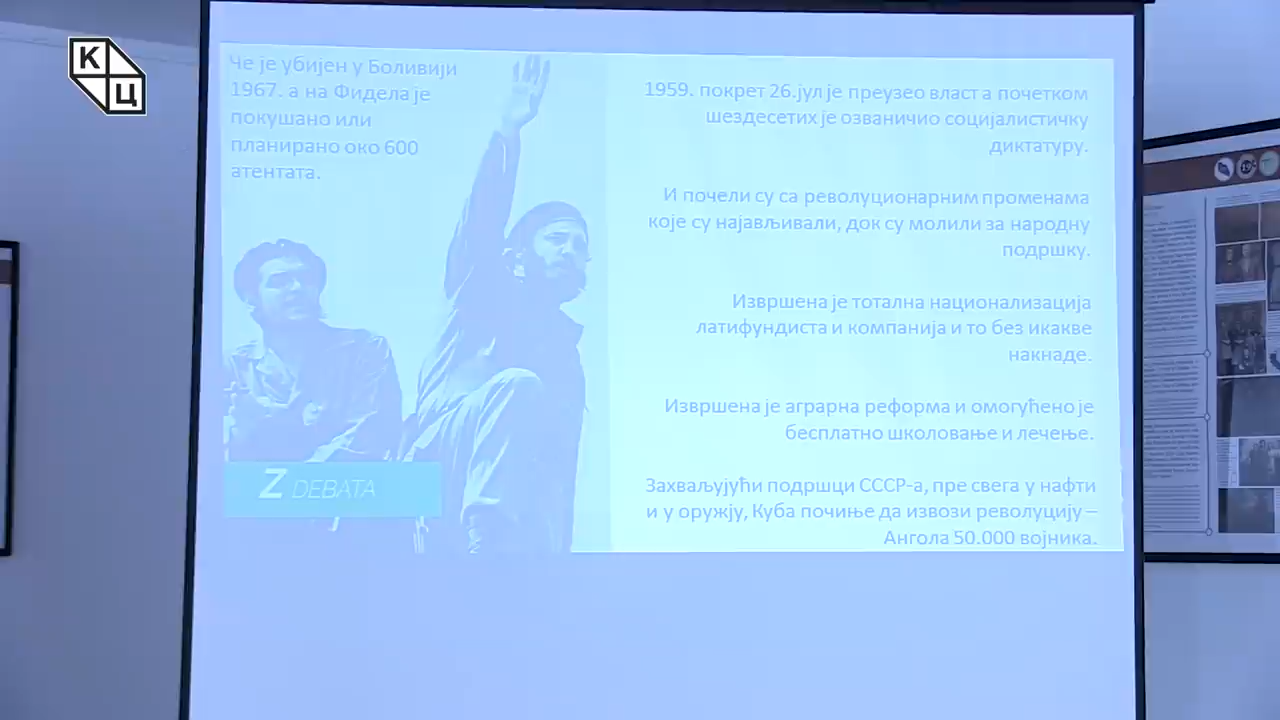 К
Ц
Че је убијен у Боливији
1967. а на Фидела је
покушано или
планирано око 600
атентата.
Z DEBATA
1959. покрет 26.јул је преузео власт а почетком
шездесетих је озваничио социјалистичку
диктатуру.
И почели су са револуционарним променама
које су најављивали, док су молили за народну
подршку.
Извршена је тотална национализација
латифундиста и компанија и то без икакве
накнаде.
Извршена је аграрна реформа и омогућено је
бесплатно школовање и лечење.
Захваљујући подршци СССР-а, пре свега у нафти
и у оружју, Куба почиње да извози револуцију –
Ангола 50.000 војника.